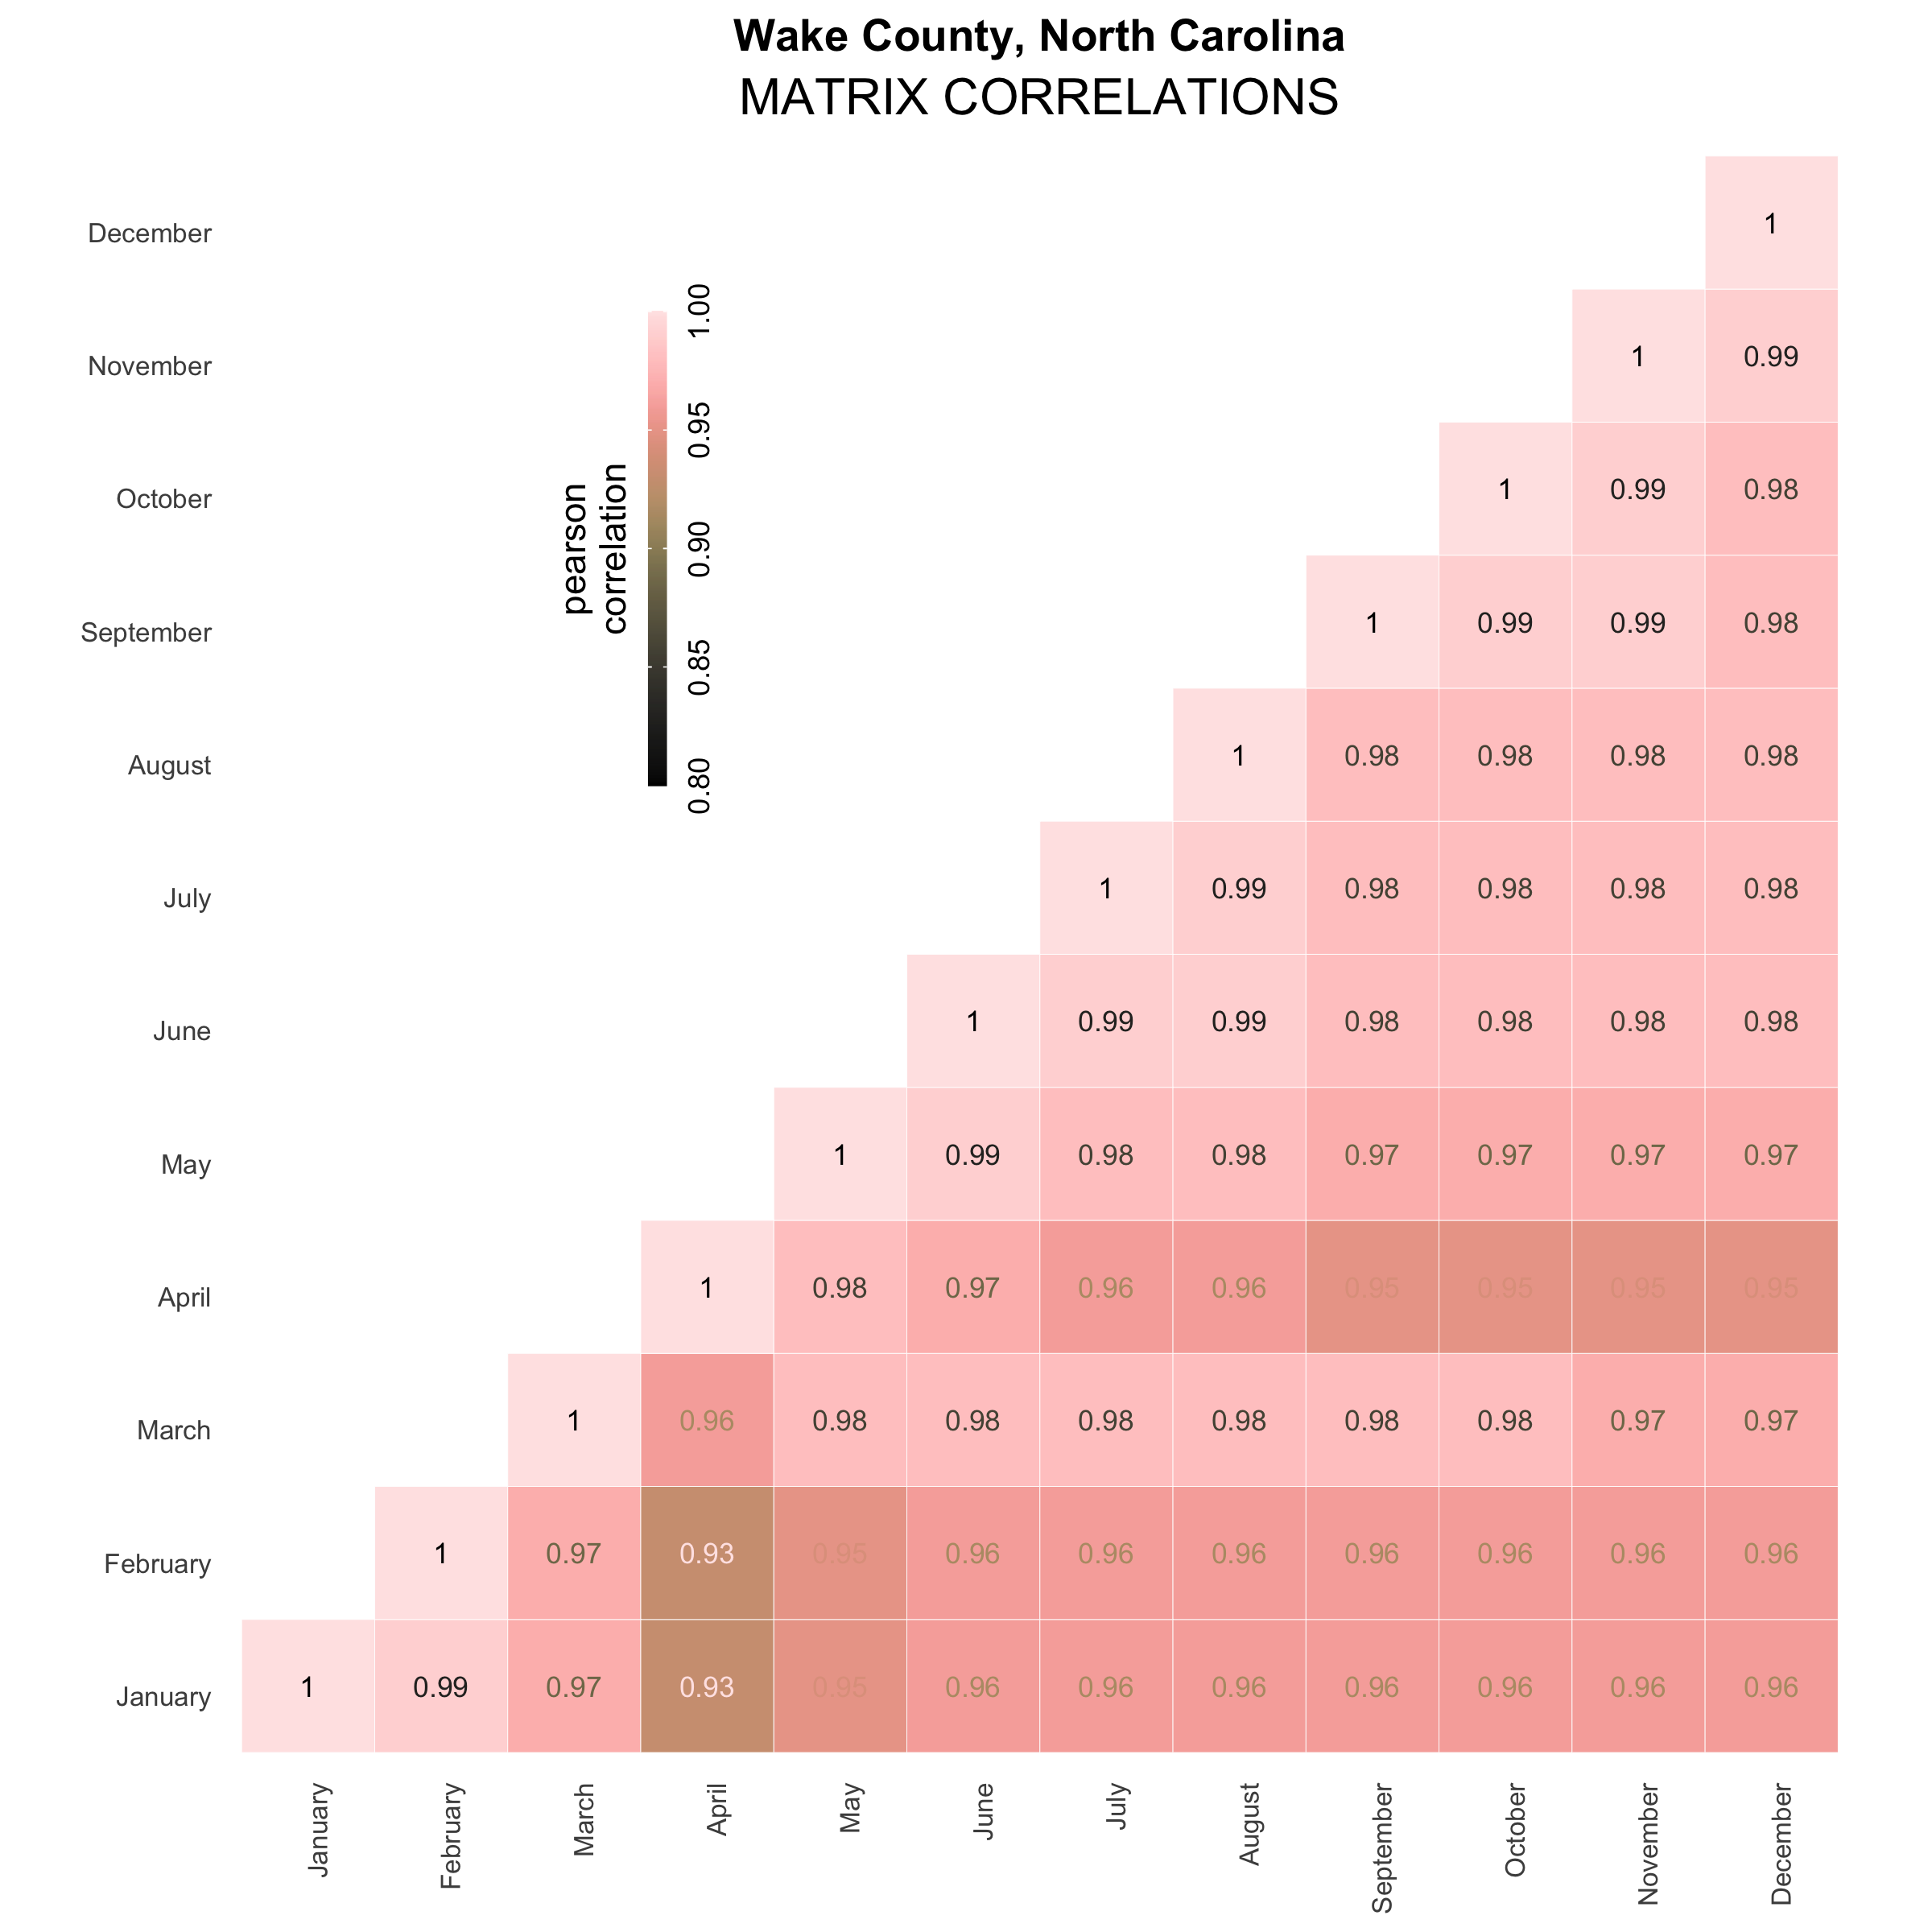 Wake County, North Carolina
MATRIX CORRELATIONS
December
1
November
1 0.99
October
1 0.99 0.98
September
1 0.99 0.99 0.98
August
1 0.98 0.98 0.98 0.98
July
1 0.99 0.98 0.98 0.98 0.98
June
1 0.99 0.99 0.98 0.98 0.98 0.98
May
1 0.99 0.98 0.98 0.97 0.97 0.97 0.97
April
1 0.98 0.97 0.96 0.96 0.95 0.95 0.95 0.95
March
1 0.96 0.98 0.98 0.98 0.98 0.98 0.98 0.97 0.97
February
1 0.97 0.93 0.95 0.96 0.96 0.96 0.96 0.96 0.96 0.96
January
1 0.99 0.97 0.93 0.95 0.96 0.96 0.96 0.96 0.96 0.96 0.96
pearson
correlation
1.00
0.95
0.90
0.85
0.80
January
February
March
April
May
June
July
August
September
October
November
December